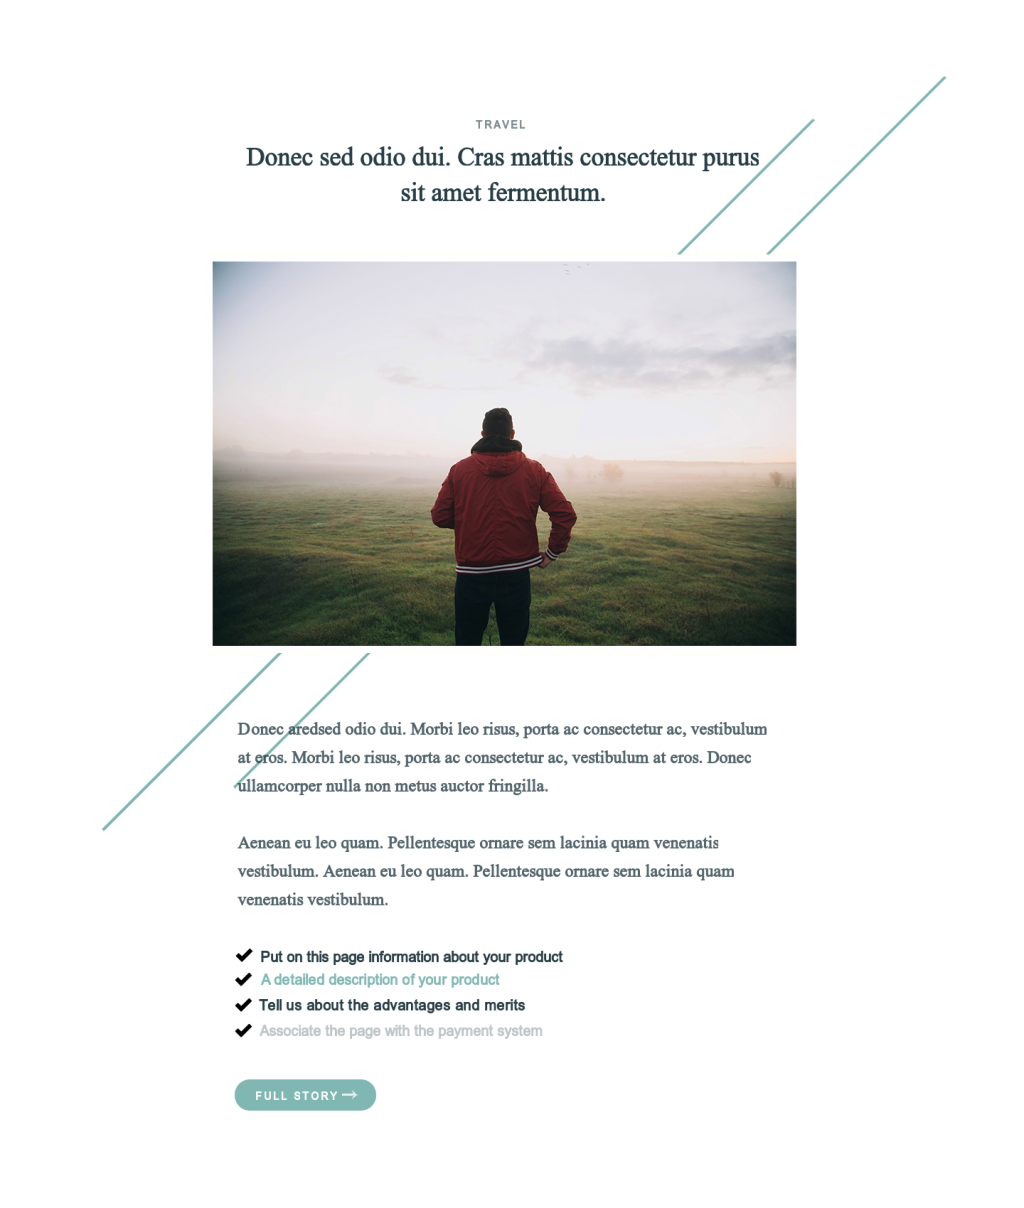 TRAVEL
Donec sed odio dui. Cras mattis consectetur purus
sit amet fermentum.
Donec aredsed odio dui. Morbi leo risus, porta ac consectetur ac, vestibulum
at eros. Morbi leo risus, porta ac consectetur ac, vestibulum at eros. Donec
ullamcorper nulla non metus auctor fringilla.
Aenean eu leo quam. Pellentesque ornare sem lacinia quam venenatis
vestibulum. Aenean eu leo quam. Pellentesque ornare sem lacinia quam
venenatis vestibulum.
Put on this page information about your product
A detailed description of your product
Tell us about the advantages and merits
Associate the page with the payment system
FULL STORY